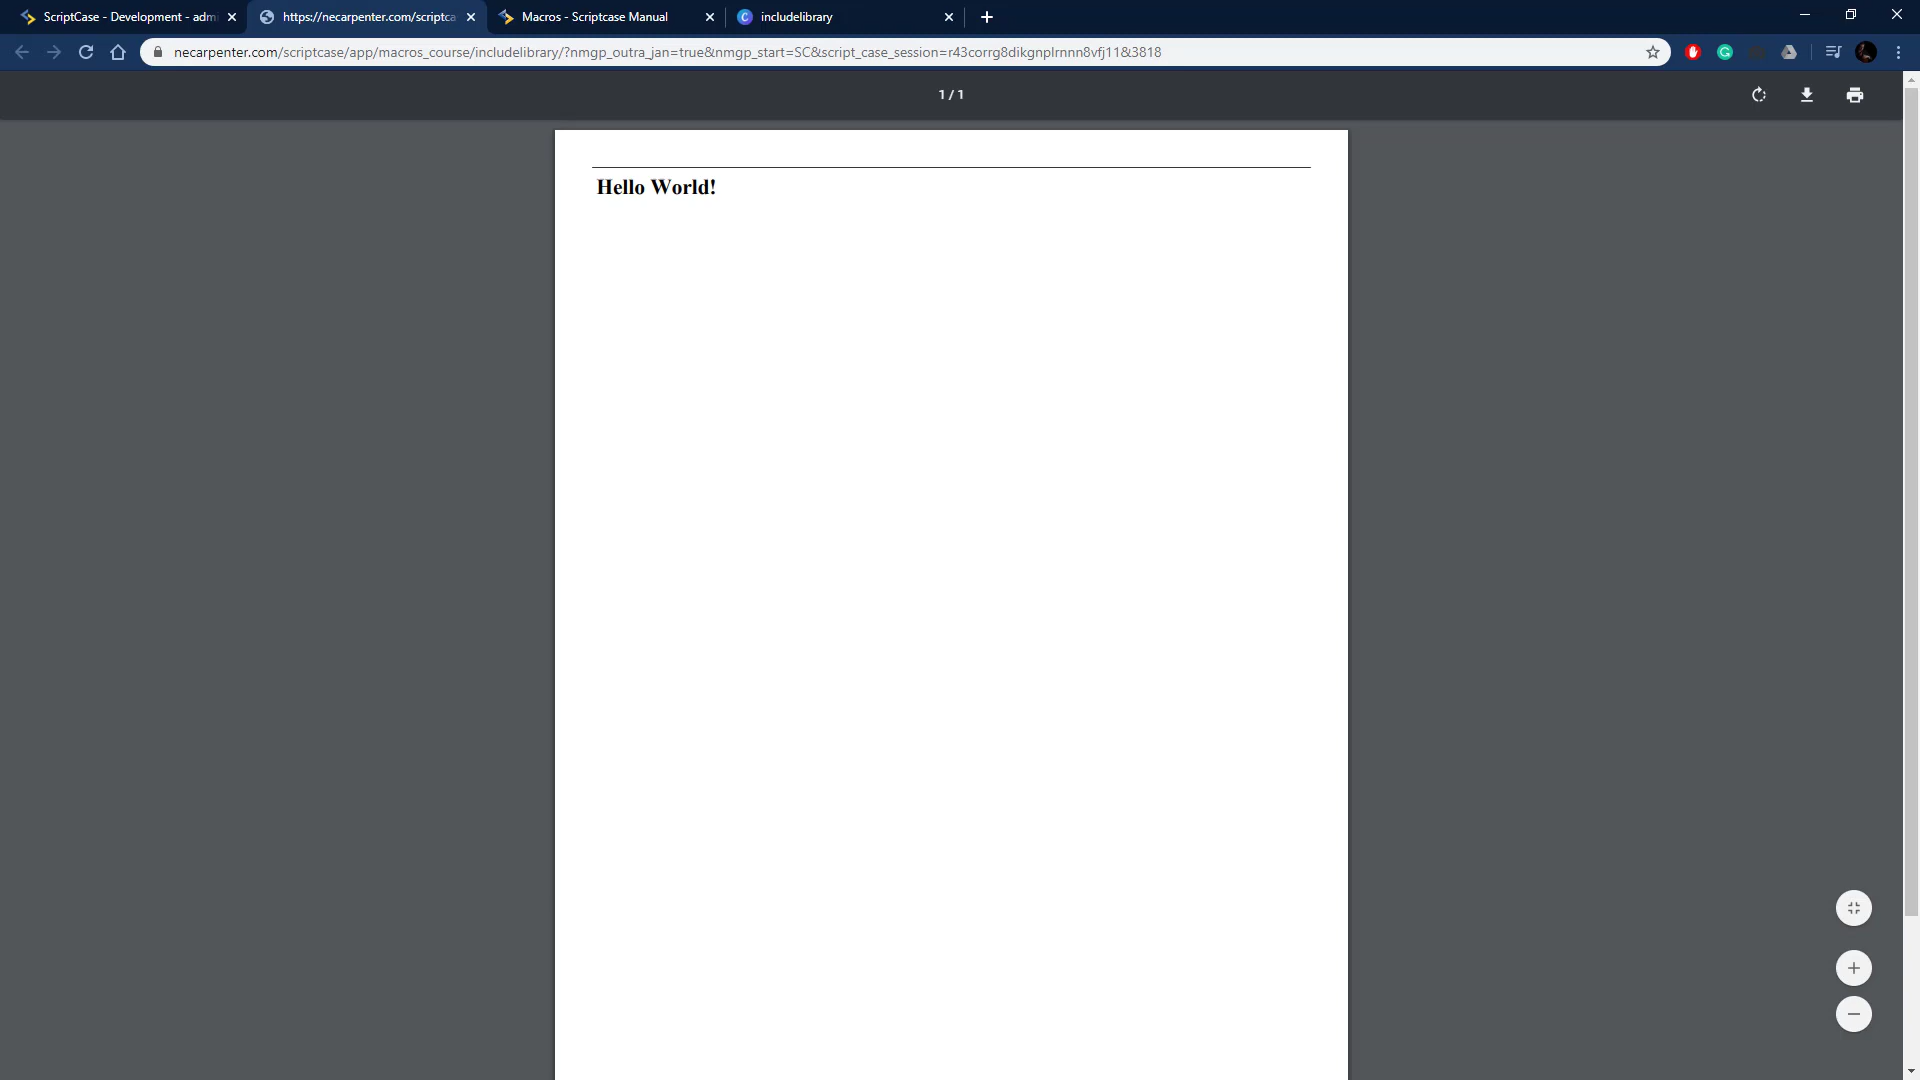 ScriptCase - Development - admi
https://necarpenter.com/scriptca
Macros - Scriptcase Manual
includelibrary
necarpenter.com/scriptcase/app/macros_course/includelibrary/?nmgp_outra_jan=true&nmgp_start=SC&script_case_session=r43corrg8dikgnplrnnn8vfj11&3818
1 / 1
Hello World!